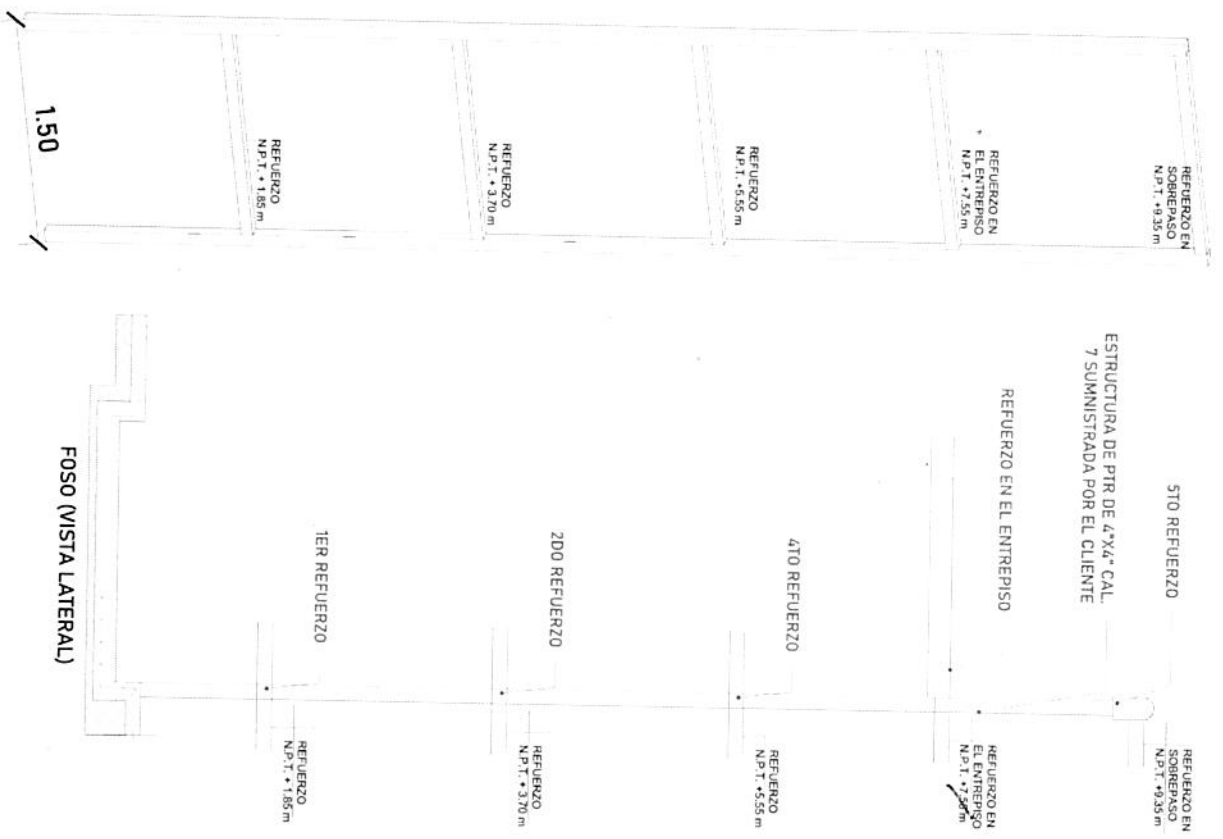 REFUERZO EN
SOBREPASO
N.P.T. +9.35 m
* REFUERZO EN
EL ENTREPISO
N.P.T. +7.55 m
REFUERZO
N.P.T. +5.55 m
REFUERZO
N.P.T. + 3.70 m
REFUERZO
N.P.T. + 1.85 m
1.50
5TO REFUERZO
ESTRUCTURA DE PTR DE 4"X4" CAL.
7 SUMNISTRADA POR EL CLIENTE
REFUERZO EN EL ENTREPISO
4TO REFUERZO
2DO REFUERZO
1ER REFUERZO
FOSO (VISTA LATERAL)
REFUERZO EN
SOBREPASO
N.P.T. +9.35 m
REFUERZO EN
EL ENTREPISO
N.P.T. +7.55 m
REFUERZO
N.P.T. +5.55 m
REFUERZO
N.P.T. + 3.70 m
REFUERZO
N.P.T. + 1.85 m